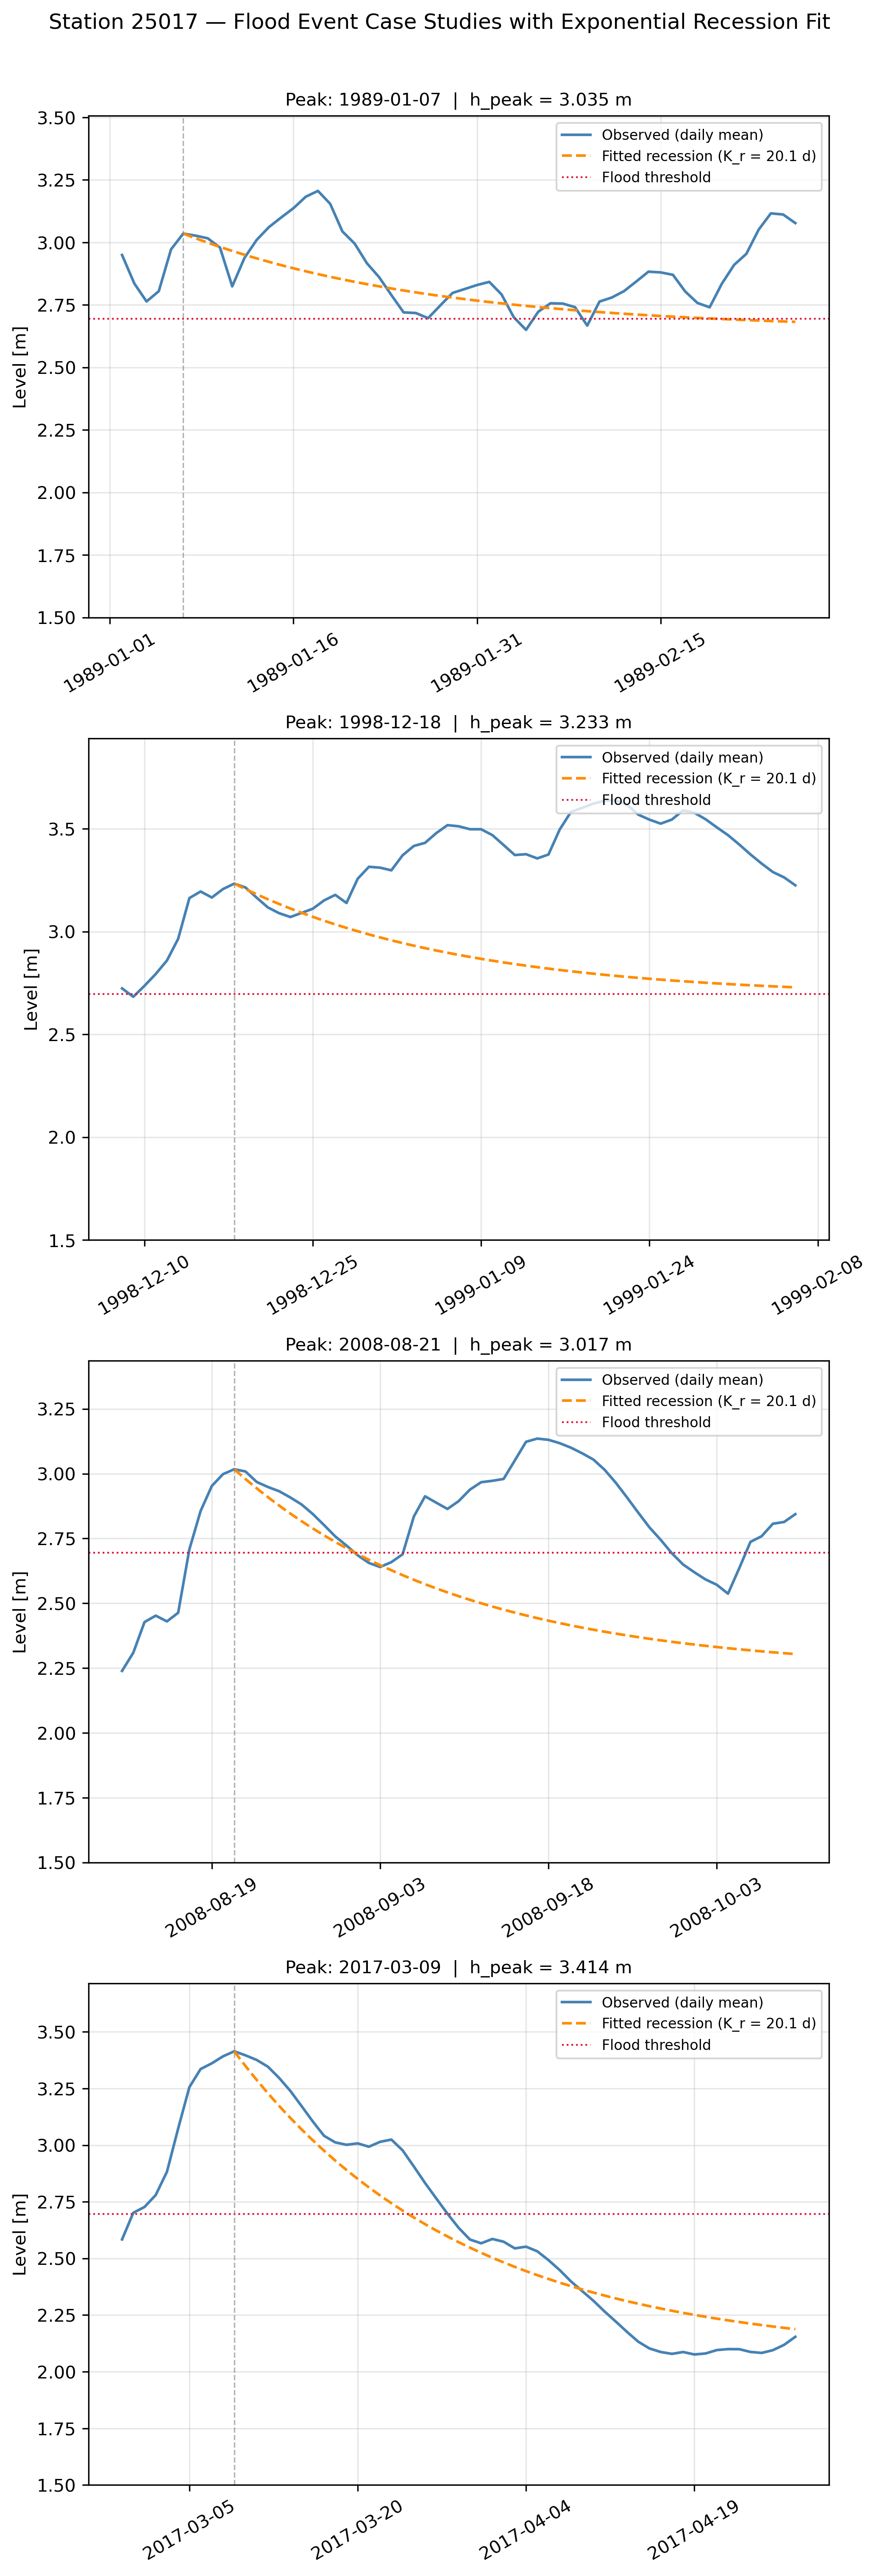 Station 25017 — Flood Event Case Studies with Exponential Recession Fit
Peak: 1989-01-07 | h_peak = 3.035 m
Observed (daily mean)
Fitted recession (K_r = 20.1 d)
Flood threshold
Level [m]
3.50
3.25
3.00
2.75
2.50
2.25
2.00
1.75
1.50
1989-01-01
1989-01-16
1989-01-31
1989-02-15
Peak: 1998-12-18 | h_peak = 3.233 m
Observed (daily mean)
Fitted recession (K_r = 20.1 d)
Flood threshold
Level [m]
3.5
3.0
2.5
2.0
1.5
1998-12-10
1998-12-25
1999-01-09
1999-01-24
1999-02-08
Peak: 2008-08-21 | h_peak = 3.017 m
Observed (daily mean)
Fitted recession (K_r = 20.1 d)
Flood threshold
Level [m]
3.25
3.00
2.75
2.50
2.25
2.00
1.75
1.50
2008-08-19
2008-09-03
2008-09-18
2008-10-03
Peak: 2017-03-09 | h_peak = 3.414 m
Observed (daily mean)
Fitted recession (K_r = 20.1 d)
Flood threshold
Level [m]
3.50
3.25
3.00
2.75
2.50
2.25
2.00
1.75
1.50
2017-03-05
2017-03-20
2017-04-04
2017-04-19